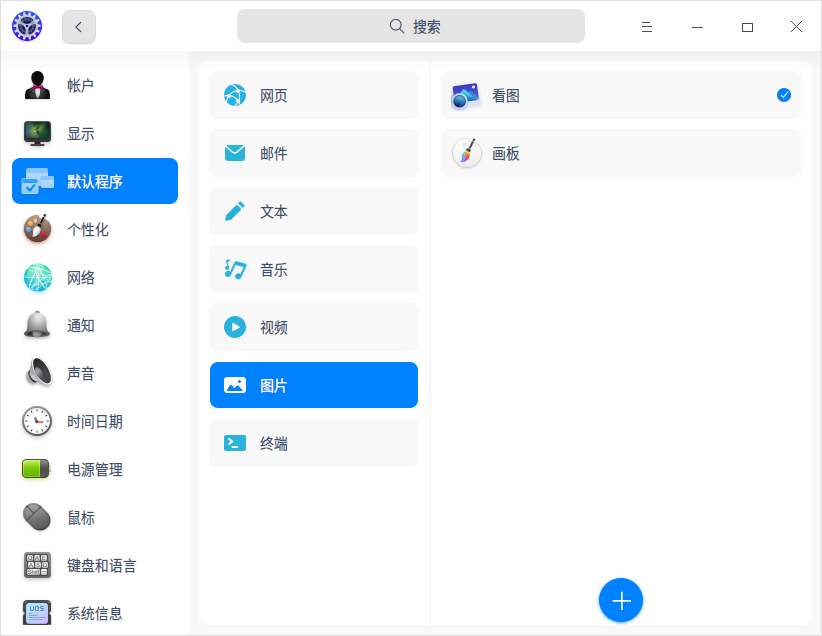 搜索
帐户
显示
默认程序
个性化
网络
通知
声音
时间日期
电源管理
鼠标
键盘和语言
UOS
系统信息
网页
邮件
文本
音乐
视频
图片
终端
看图
画板